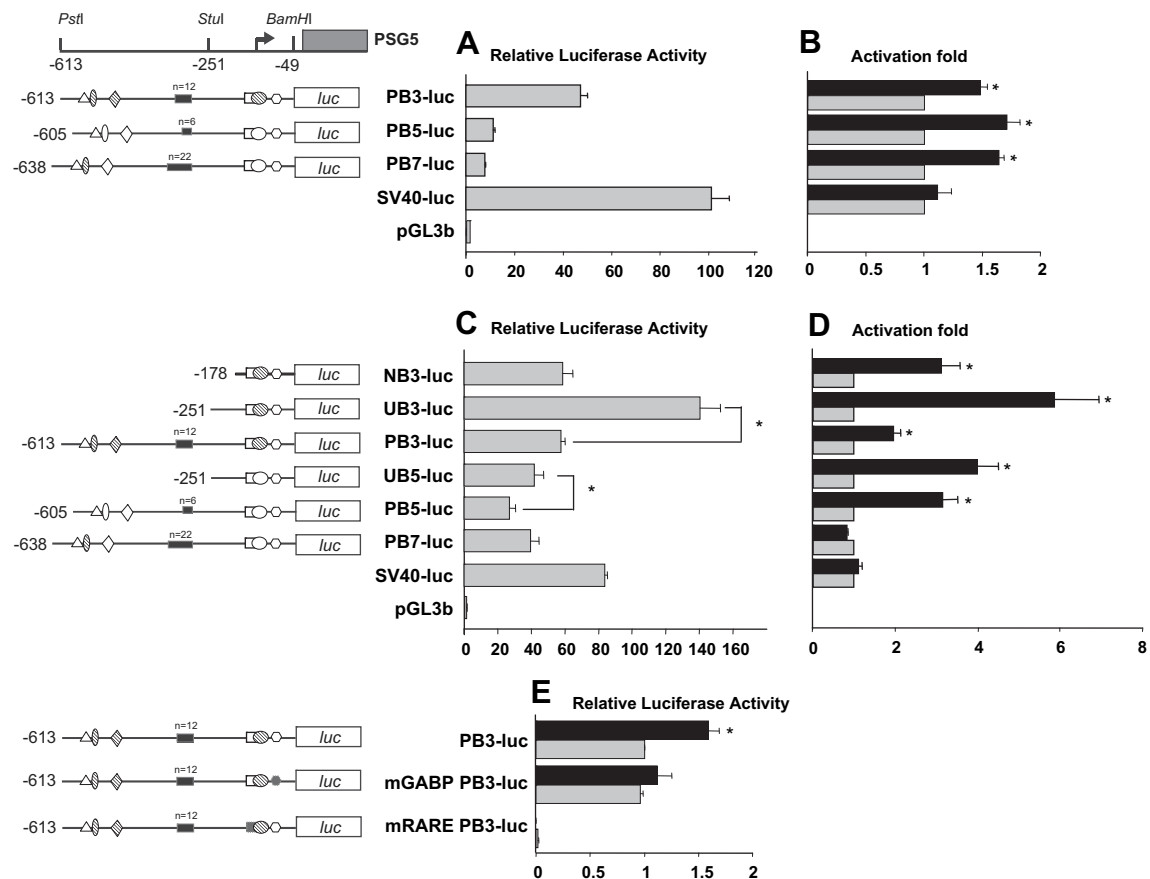 PstI StuI BamHI
PSG5
-613 -251 -49
A Relative Luciferase Activity
B Activation fold
-613 n=12 luc PB3-luc *
-605 n=6 luc PB5-luc *
-638 n=22 luc PB7-luc *
SV40-luc
pGL3b
0 20 40 60 80 100 120
0 0.5 1 1.5 2
C Relative Luciferase Activity
D Activation fold
-178 luc NB3-luc *
-251 luc UB3-luc * *
-613 n=12 luc PB3-luc *
-251 luc UB5-luc * *
-605 n=6 luc PB5-luc *
-638 n=22 luc PB7-luc
SV40-luc
pGL3b
0 20 40 60 80 100 120 140 160
0 2 4 6 8
E Relative Luciferase Activity
-613 n=12 luc PB3-luc *
-613 n=12 luc mGABP PB3-luc
-613 n=12 luc mRARE PB3-luc
0 0.5 1 1.5 2